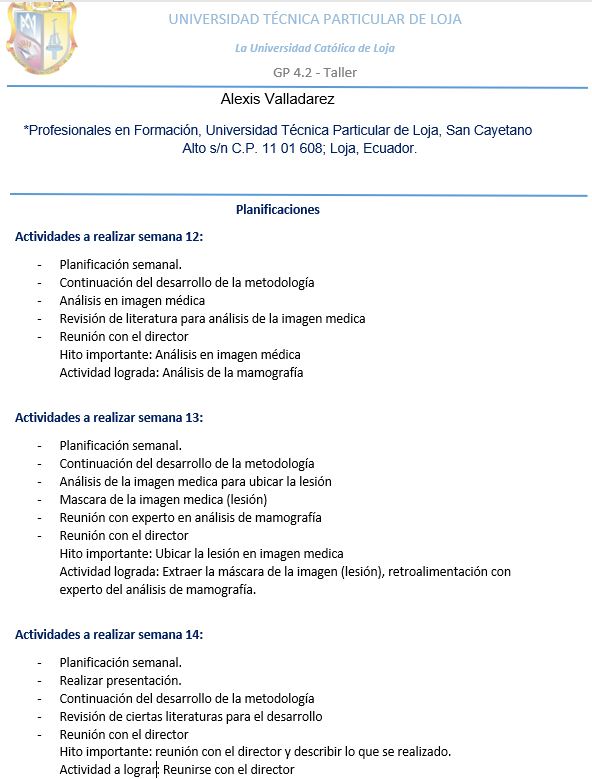 UNIVERSIDAD TÉCNICA PARTICULAR DE LOJA
La Universidad Católica de Loja
GP 4.2 - Taller
Alexis Valladarez
*Profesionales en Formación, Universidad Técnica Particular de Loja, San Cayetano
Alto s/n C.P. 11 01 608; Loja, Ecuador.
Planificaciones
Actividades a realizar semana 12:
- Planificación semanal.
- Continuación del desarrollo de la metodología
- Análisis en imagen médica
- Revisión de literatura para análisis de la imagen medica
- Reunión con el director
Hito importante: Análisis en imagen médica
Actividad lograda: Análisis de la mamografía
Actividades a realizar semana 13:
- Planificación semanal.
- Continuación del desarrollo de la metodología
- Análisis de la imagen medica para ubicar la lesión
- Mascara de la imagen medica (lesión)
- Reunión con experto en análisis de mamografía
- Reunión con el director
Hito importante: Ubicar la lesión en imagen medica
Actividad lograda: Extraer la máscara de la imagen (lesión), retroalimentación con
experto del análisis de mamografía.
Actividades a realizar semana 14:
- Planificación semanal.
- Realizar presentación.
- Continuación del desarrollo de la metodología
- Revisión de ciertas literaturas para el desarrollo
- Reunión con el director
Hito importante: reunión con el director y describir lo que se realizado.
Actividad a lograr: Reunirse con el director